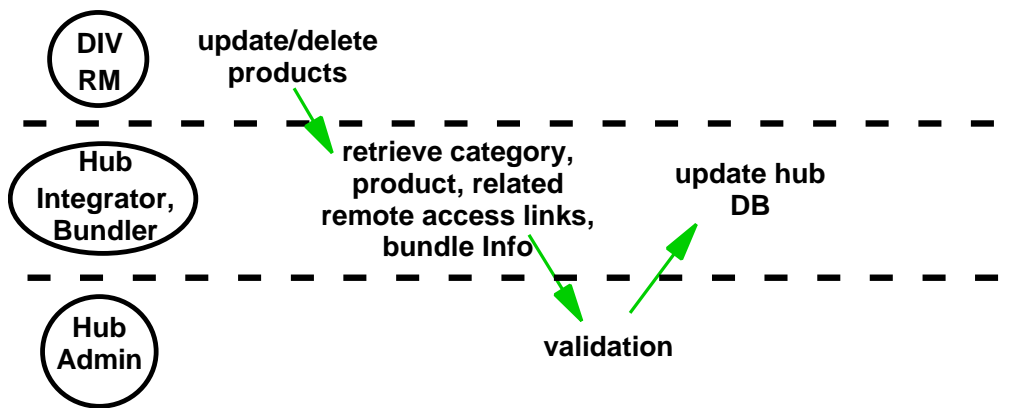 DIV
RM
update/delete
products
Hub
Integrator,
Bundler
retrieve category,
product, related
remote access links,
bundle Info
update hub
DB
Hub
Admin
validation